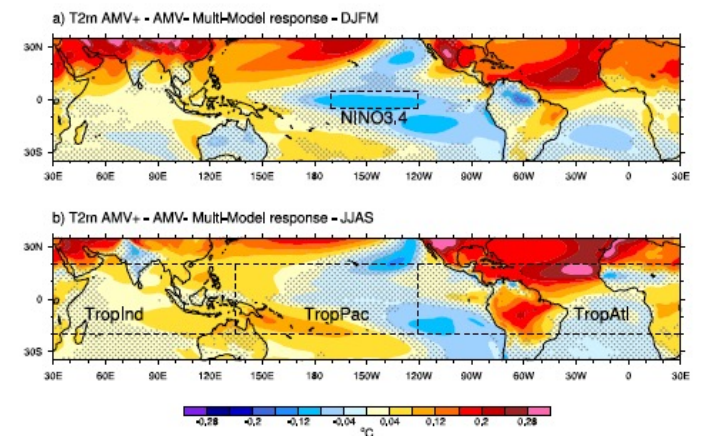 a) T2m AMV+ - AMV- Multi-Model response - DJFM
30N
0
30S
NINO3,4
30E 60E 90E 120E 150E 180 150W 120W 90W 60W 30W 0 30E
b) T2m AMV+ - AMV- Multi-Model response - JJAS
30N
0
30S
TropInd TropPac TropAtl
30E 60E 90E 120E 150E 180 150W 120W 90W 60W 30W 0 30E
-0,28 -0,2 -0,12 -0,04 0,04 0,12 0,2 0,28
°C